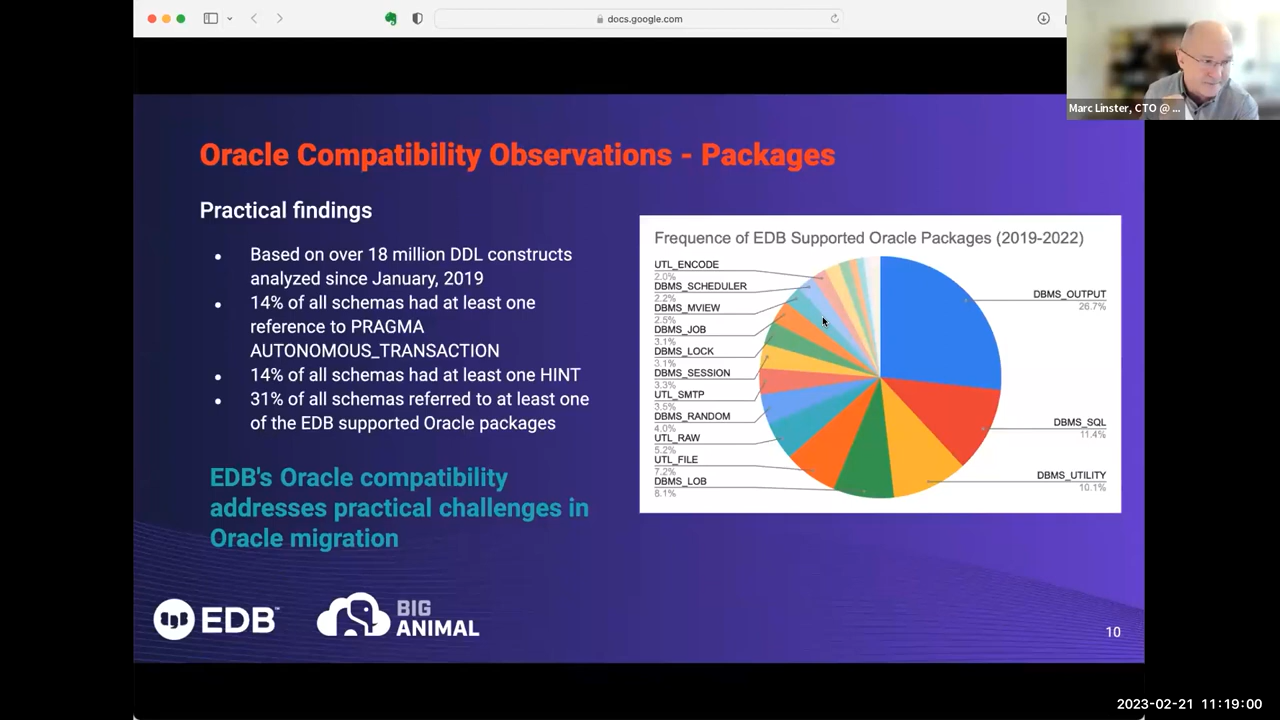 docs.google.com
Marc Linster, CTO @ ...
Oracle Compatibility Observations - Packages
Practical findings
• Based on over 18 million DDL constructs
analyzed since January, 2019
• 14% of all schemas had at least one
reference to PRAGMA
AUTONOMOUS_TRANSACTION
• 14% of all schemas had at least one HINT
• 31% of all schemas referred to at least one
of the EDB supported Oracle packages
EDB's Oracle compatibility
addresses practical challenges in
Oracle migration
Frequence of EDB Supported Oracle Packages (2019-2022)
UTL_ENCODE
2.0%
DBMS_SCHEDULER
2.2%
DBMS_MVIEW
2.5%
DBMS_JOB
3.1%
DBMS_LOCK
3.1%
DBMS_SESSION
3.3%
UTL_SMTP
3.5%
DBMS_RANDOM
4.0%
UTL_RAW
5.2%
UTL_FILE
7.2%
DBMS_LOB
8.1%
DBMS_OUTPUT
26.7%
DBMS_SQL
11.4%
DBMS_UTILITY
10.1%
EDB™
BIG
ANIMAL
10
2023-02-21 11:19:00